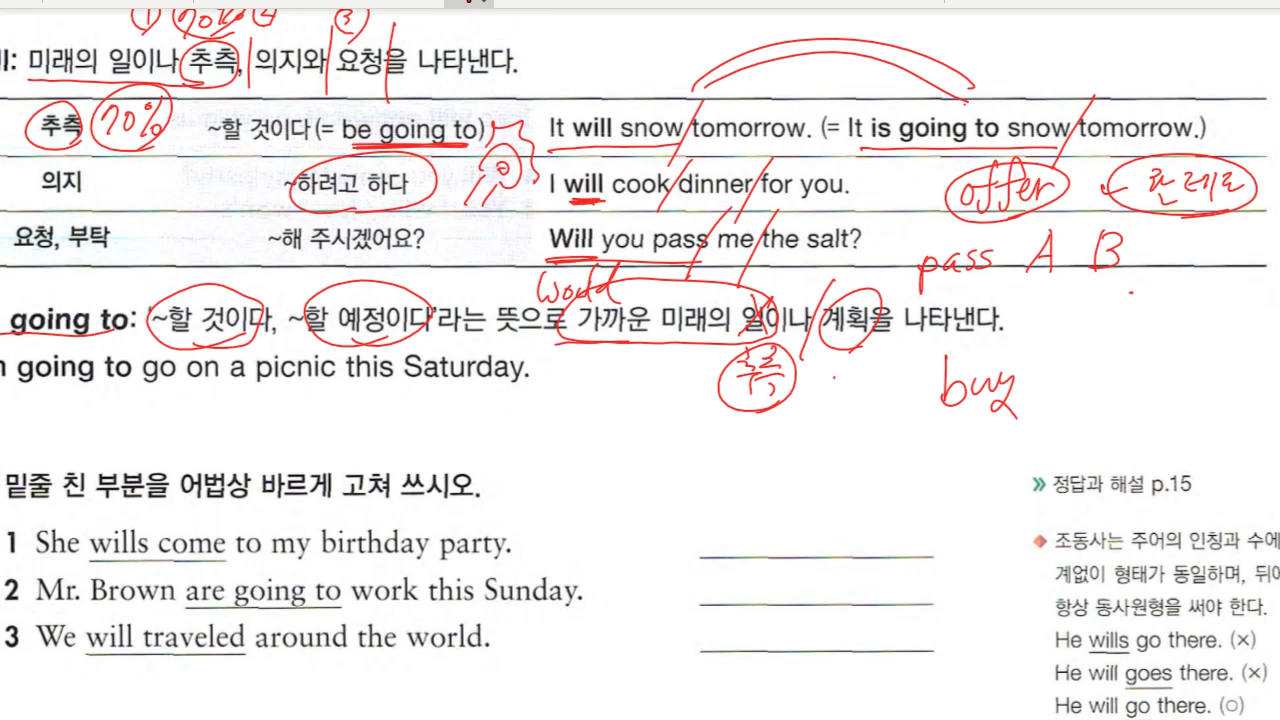 ① 70% ② ③
미래의 일이나 추측, 의지와 요청을 나타낸다.
추측 70% ~할 것이다(= be going to) It will snow tomorrow. (= It is going to snow tomorrow.)
의지 ~하려고 하다 I will cook dinner for you. offer
요청, 부탁 ~해 주시겠어요? Will you pass me the salt? pass A B
would
going to: '~할 것이다, ~할 예정이다'라는 뜻으로 가까운 미래의 일이나 계획을 나타낸다.
going to go on a picnic this Saturday. buy
밑줄 친 부분을 어법상 바르게 고쳐 쓰시오.
» 정답과 해설 p.15
1 She wills come to my birthday party.
2 Mr. Brown are going to work this Sunday.
3 We will traveled around the world.
조동사는 주어의 인칭과 수에
계없이 형태가 동일하며, 뒤에
항상 동사원형을 써야 한다.
He wills go there. (×)
He will goes there. (×)
He will go there. (○)